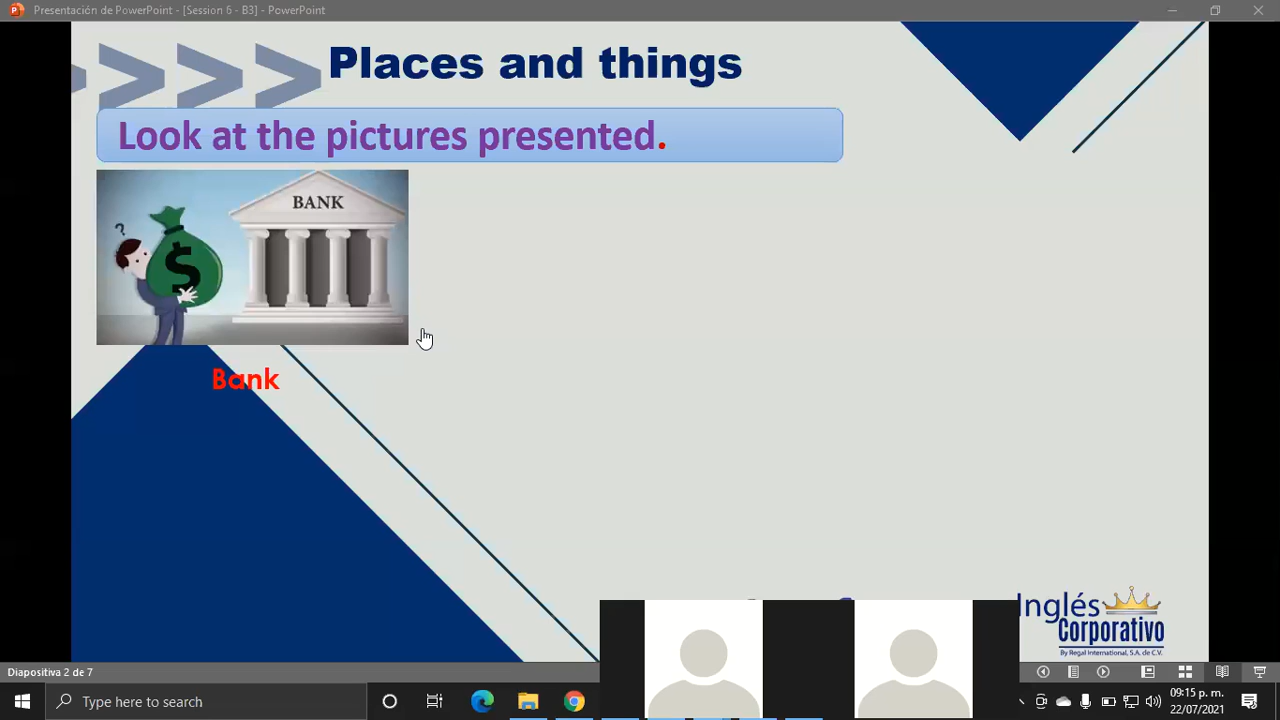 Presentación de PowerPoint - [Session 6 - B3] - PowerPoint
>>>> Places and things
Look at the pictures presented.
BANK
?
$
Bank
Inglés
Corporativo
By Regal International, S.A. de C.V.
Diapositiva 2 de 7
Type here to search
09:15 p. m.
22/07/2021